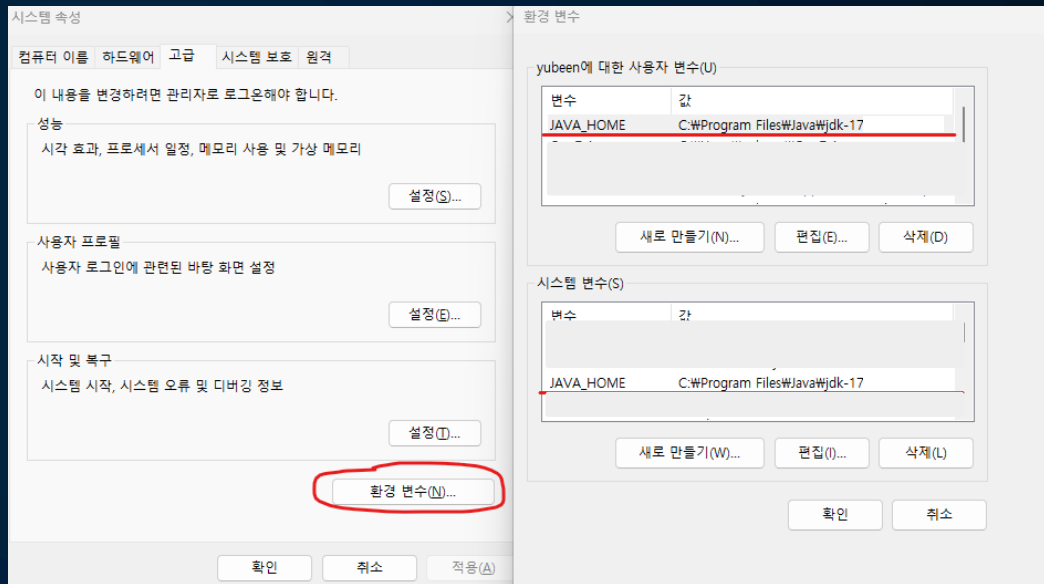 시스템 속성
컴퓨터 이름 하드웨어 고급 시스템 보호 원격
이 내용을 변경하려면 관리자로 로그온해야 합니다.
성능
시각 효과, 프로세서 일정, 메모리 사용 및 가상 메모리
설정(S)...
사용자 프로필
사용자 로그인에 관련된 바탕 화면 설정
설정(E)...
시작 및 복구
시스템 시작, 시스템 오류 및 디버깅 정보
설정(T)...
환경 변수(N)...
확인 취소 적용(A)
환경 변수
yubeen에 대한 사용자 변수(U)
변수 값
JAVA_HOME C:₩Program Files₩Java₩jdk-17
새로 만들기(N)... 편집(E)... 삭제(D)
시스템 변수(S)
변수 값
JAVA_HOME C:₩Program Files₩Java₩jdk-17
새로 만들기(W)... 편집(I)... 삭제(L)
확인 취소